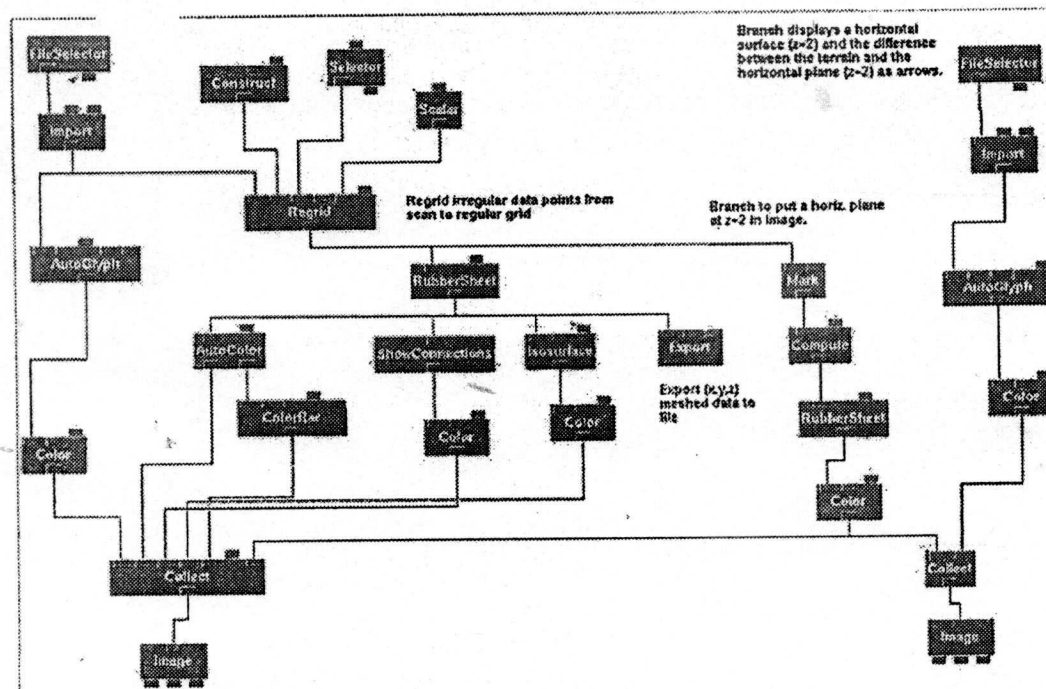 Branch displays a horizontal
surface (z=2) and the difference
between the terrain and the
horizontal plane (z=2) as arrows.
FileSelector
Construct
Selector
FileSelector
Import
Scalar
Import
Regrid
Regrid irregular data points from
scan to regular grid
Branch to put a horiz. plane
at z=2 in image.
AutoGlyph
RubberSheet
Mark
AutoGlyph
AutoColor
ShowConnections
Isosurface
Export
Compute
Export (x,y,z)
meshed data to
file
ColorBar
Color
Color
RubberSheet
Color
Color
Color
Collect
Collect
Image
Image